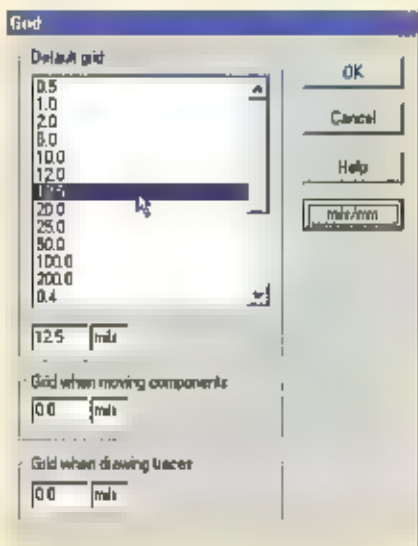 Grid
Default grid
0.5
1.0
2.0
10.0
12.0
12.5
20.0
25.0
50.0
100.0
200.0
0.4
12.5 mils
Grid when moving components
0.0 mils
Grid when drawing traces
0.0 mils
OK
Cancel
Help
mils/mm